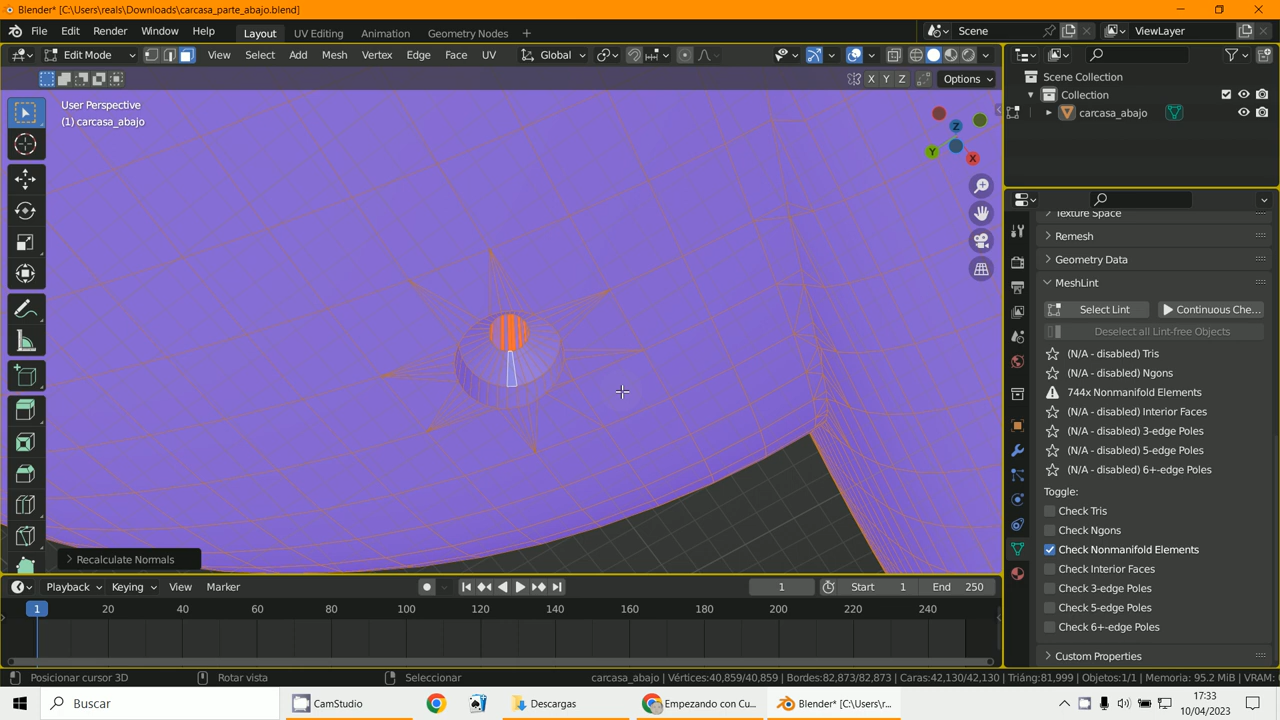 Blender* [C:\Users\reals\Downloads\carcasa_parte_abajo.blend]
File Edit Render Window Help Layout UV Editing Animation Geometry Nodes + Scene ViewLayer
Edit Mode View Select Add Mesh Vertex Edge Face UV Global
X Y Z Options
User Perspective
(1) carcasa_abajo
Z
Y
X
Scene Collection
Collection
carcasa_abajo
Texture Space
Remesh
Geometry Data
MeshLint
Select Lint Continuous Che...
Deselect all Lint-free Objects
(N/A - disabled) Tris
(N/A - disabled) Ngons
744x Nonmanifold Elements
(N/A - disabled) Interior Faces
(N/A - disabled) 3-edge Poles
(N/A - disabled) 5-edge Poles
(N/A - disabled) 6+-edge Poles
Toggle:
Check Tris
Check Ngons
Check Nonmanifold Elements
Check Interior Faces
Check 3-edge Poles
Check 5-edge Poles
Check 6+-edge Poles
Custom Properties
Recalculate Normals
Playback Keying View Marker 1 Start 1 End 250
1 20 40 60 80 100 120 140 160 180 200 220 240
Posicionar cursor 3D Rotar vista Seleccionar carcasa_abajo | Vértices:40,859/40,859 | Bordes:82,873/82,873 | Caras:42,130/42,130 | Triáng:81,999 | Objetos:1/1 | Memoria: 95.2 MiB | VRAM:
Buscar CamStudio Descargas Empezando con Cu... Blender* [C:\Users\r... 17:33
10/04/2023